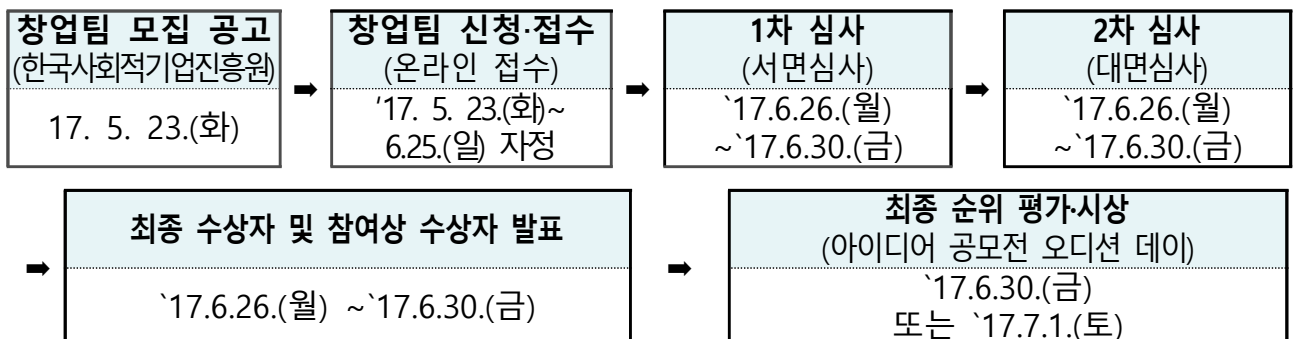 창업팀 모집 공고
(한국사회적기업진흥원)
17. 5. 23.(화)
➡
창업팀 신청·접수
(온라인 접수)
'17. 5. 23.(화)~
6.25.(일) 자정
➡
1차 심사
(서면심사)
`17.6.26.(월)
~`17.6.30.(금)
➡
2차 심사
(대면심사)
`17.6.26.(월)
~`17.6.30.(금)
➡
최종 수상자 및 참여상 수상자 발표
`17.6.26.(월) ~`17.6.30.(금)
➡
최종 순위 평가·시상
(아이디어 공모전 오디션 데이)
`17.6.30.(금)
또는 `17.7.1.(토)